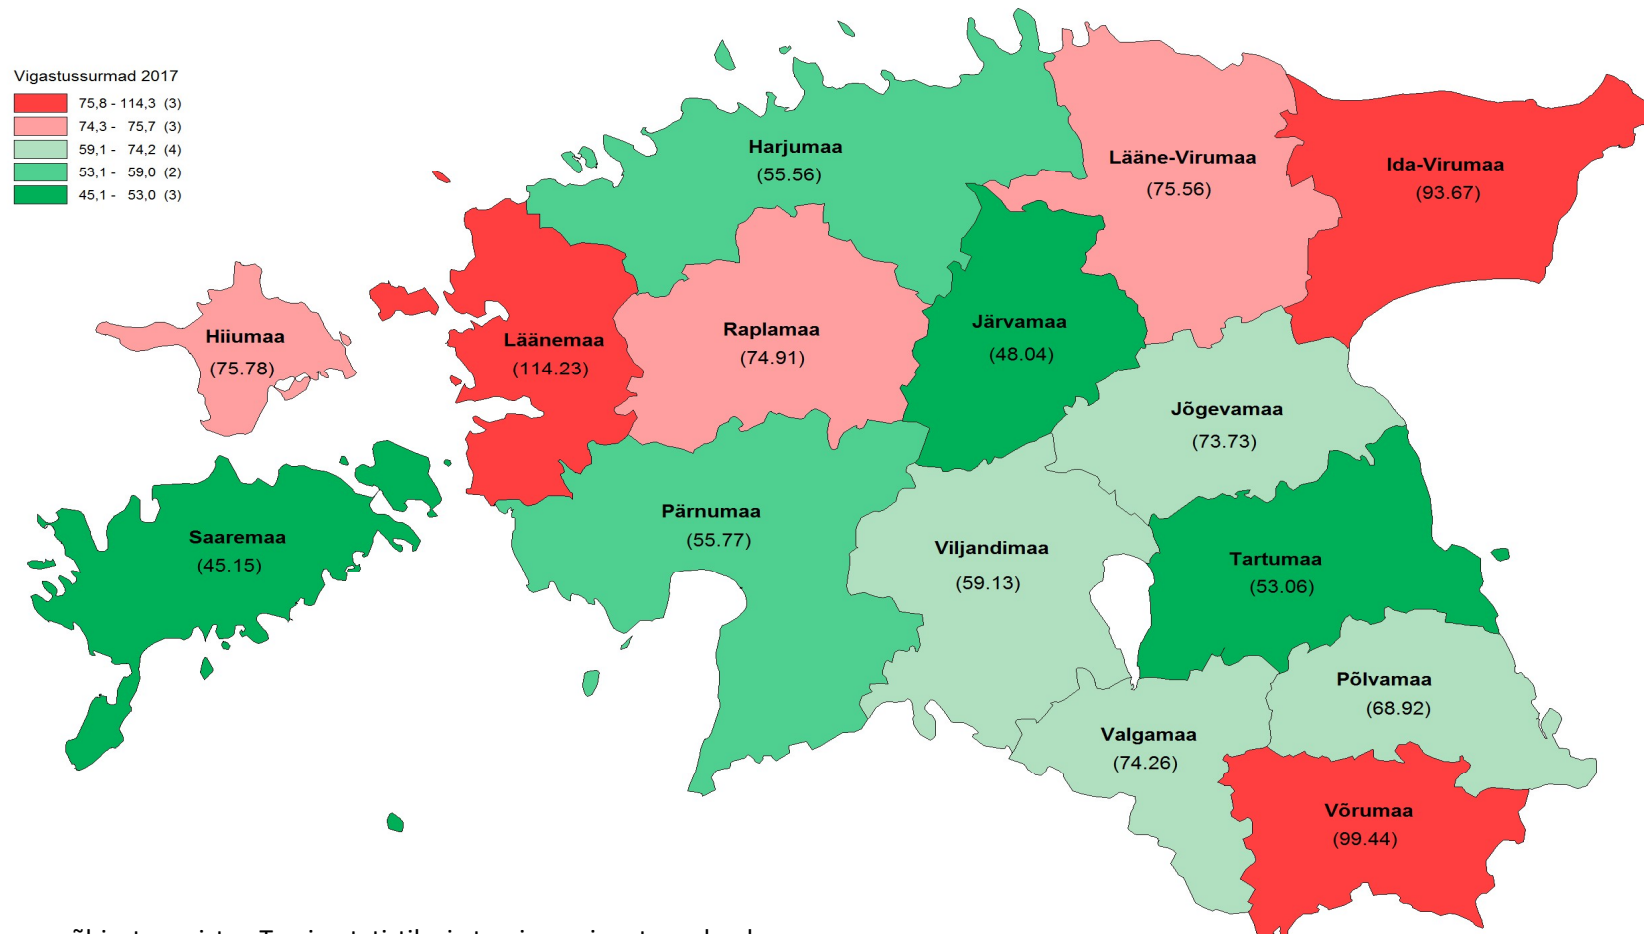 Vigastussurmad 2017
75,8 - 114,3 (3)
74,3 - 75,7 (3)
59,1 - 74,2 (4)
53,1 - 59,0 (2)
45,1 - 53,0 (3)
Harjumaa
(55.56)
Lääne-Virumaa
(75.56)
Ida-Virumaa
(93.67)
Hiiumaa
(75.78)
Läänemaa
(114.23)
Raplamaa
(74.91)
Järvamaa
(48.04)
Jõgevamaa
(73.73)
Saaremaa
(45.15)
Pärnumaa
(55.77)
Viljandimaa
(59.13)
Tartumaa
(53.06)
Põlvamaa
(68.92)
Valgamaa
(74.26)
Võrumaa
(99.44)